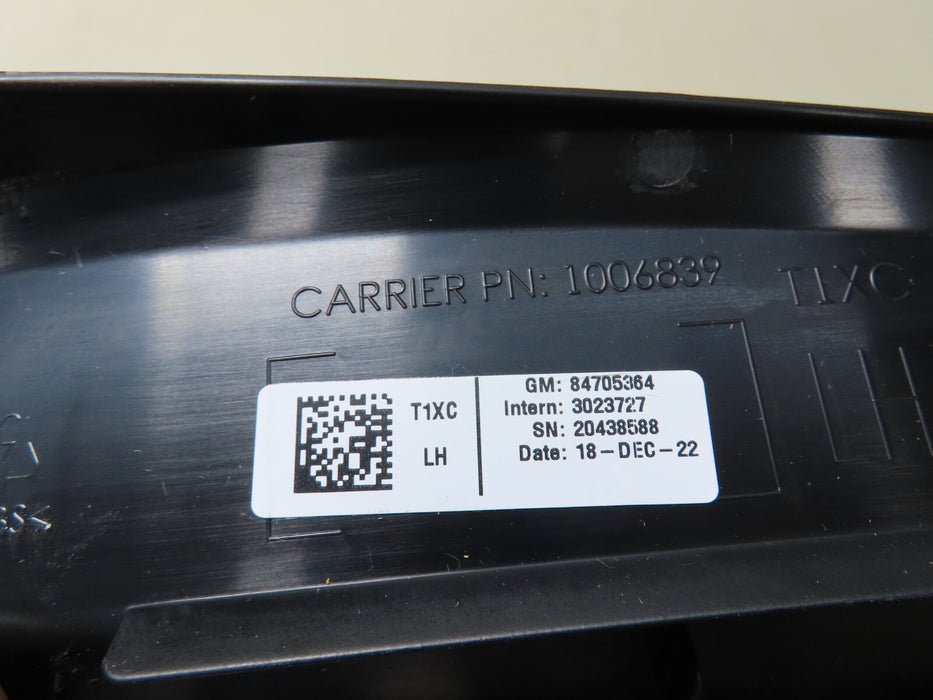 CARRIER PN: 1006839
T1XC
T1XC
LH
GM: 84705364
Intern: 3023727
SN: 20438588
Date: 18-DEC-22